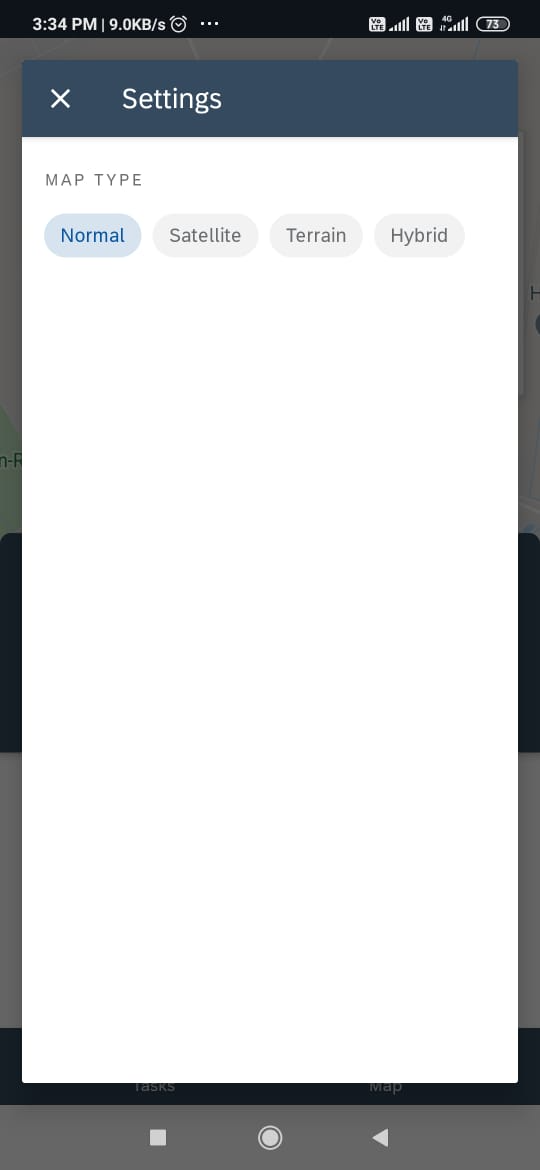 3:34 PM | 9.0KB/s ...
Vo LTE Vo LTE 4G 73
Settings
MAP TYPE
Normal Satellite Terrain Hybrid
H
n-R
Tasks Map